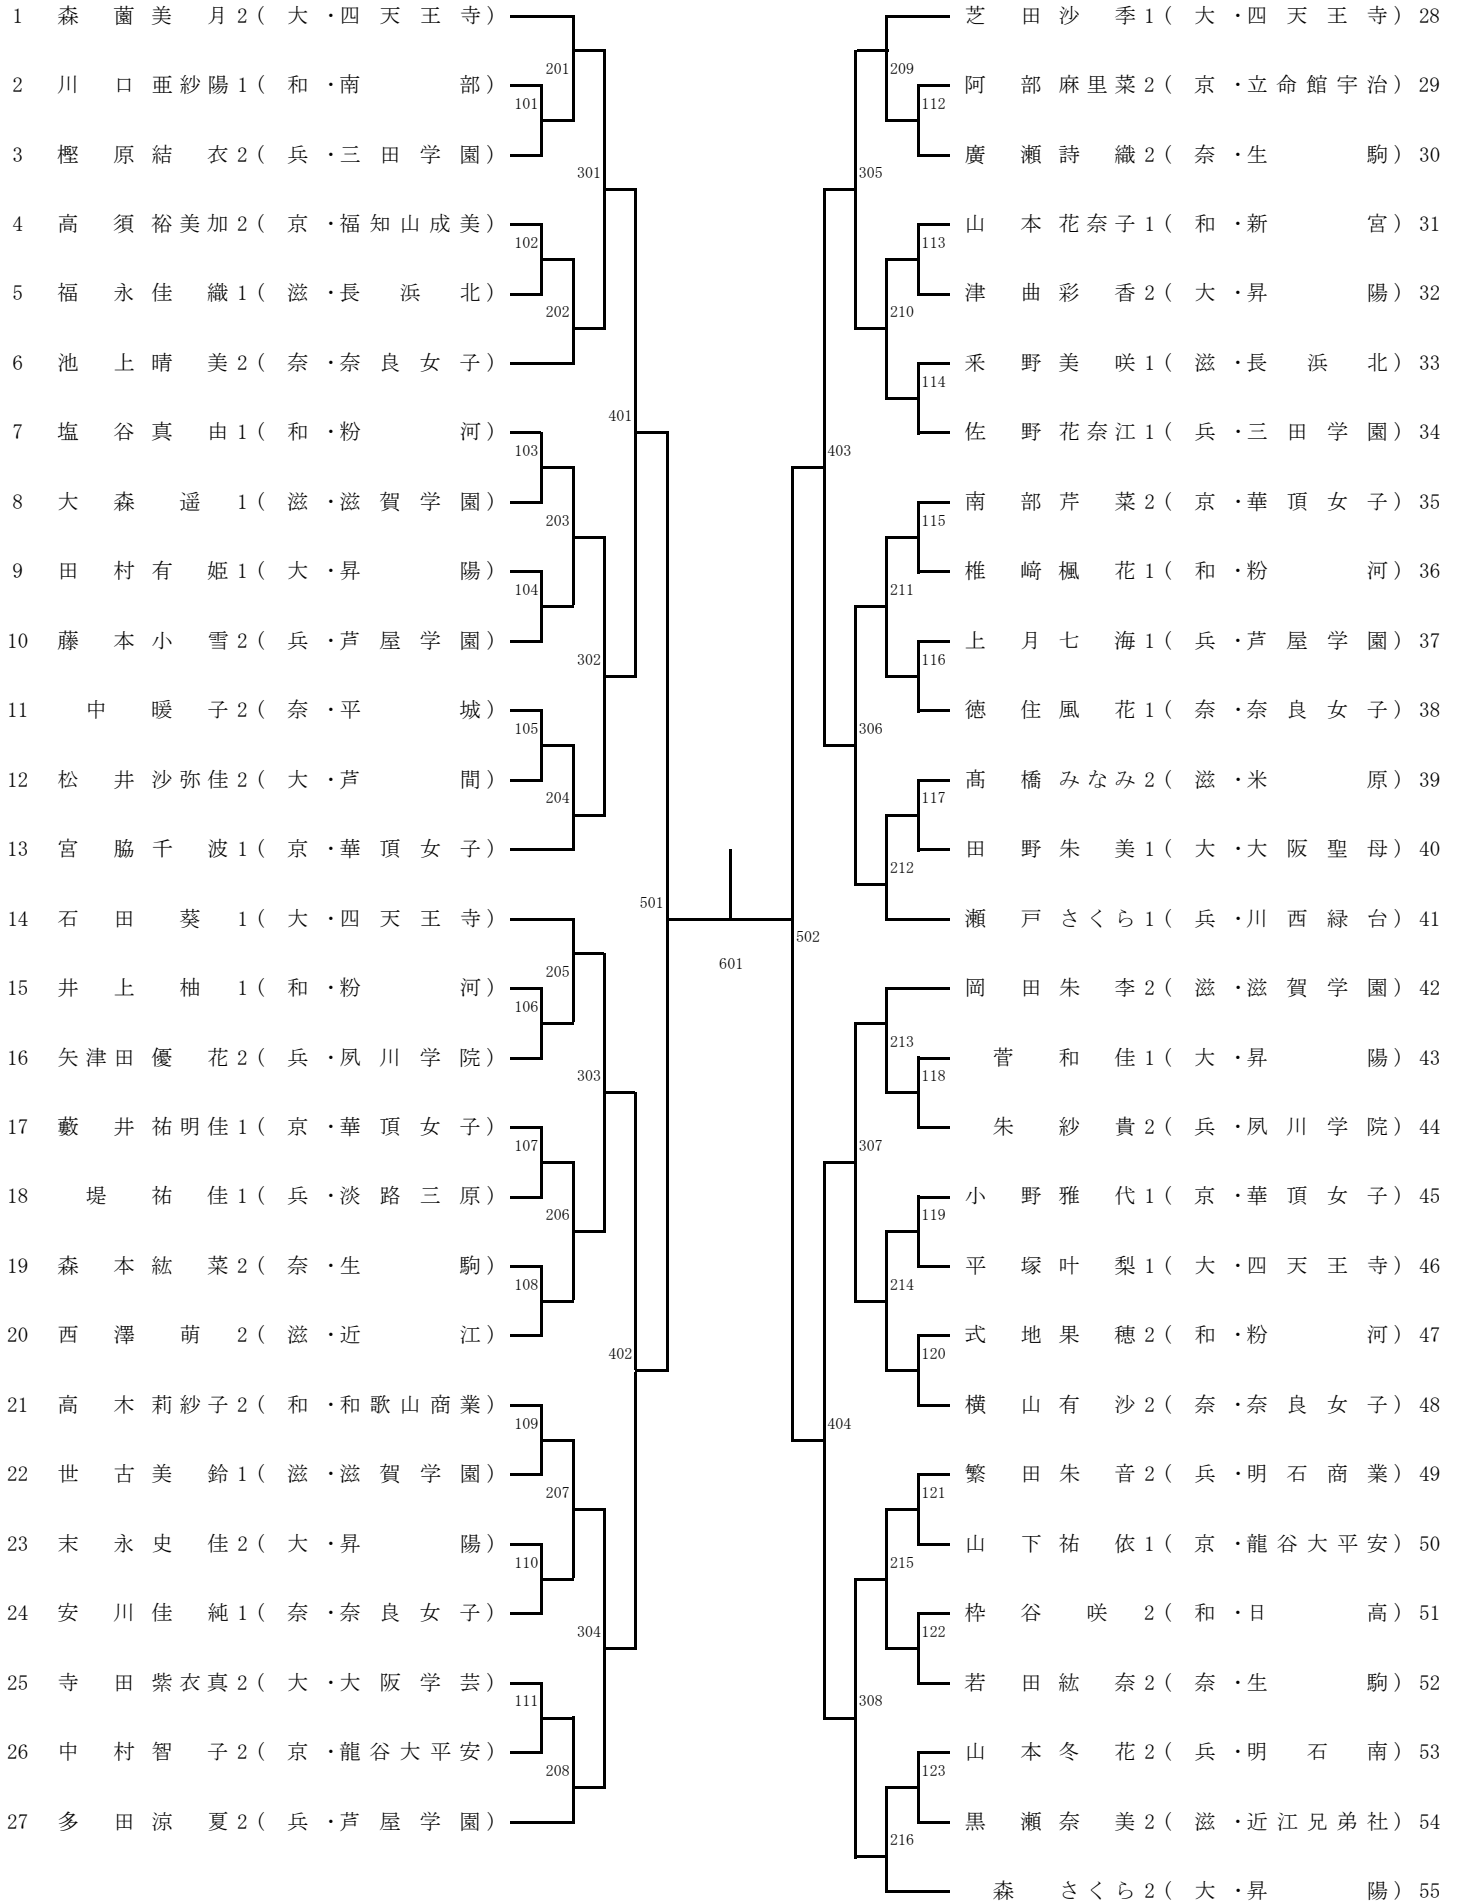 1 森 薗 美 月 2 ( 大 ・四 天 王 寺 )
201
2 川 口 亜 紗 陽 1 ( 和 ・南 部 )
101
3 樫 原 結 衣 2 ( 兵 ・三 田 学 園 )
301
4 高 須 裕 美 加 2 ( 京 ・福 知 山 成 美 )
102
5 福 永 佳 織 1 ( 滋 ・長 浜 北 )
202
6 池 上 晴 美 2 ( 奈 ・奈 良 女 子 )
401
7 塩 谷 真 由 1 ( 和 ・粉 河 )
103
8 大 森 遥 1 ( 滋 ・滋 賀 学 園 )
203
9 田 村 有 姫 1 ( 大 ・昇 陽 )
104
10 藤 本 小 雪 2 ( 兵 ・芦 屋 学 園 )
302
11 中 暖 子 2 ( 奈 ・平 城 )
105
12 松 井 沙 弥 佳 2 ( 大 ・芦 間 )
204
13 宮 脇 千 波 1 ( 京 ・華 頂 女 子 )
501
14 石 田 葵 1 ( 大 ・四 天 王 寺 )
205
15 井 上 柚 1 ( 和 ・粉 河 )
106
16 矢 津 田 優 花 2 ( 兵 ・夙 川 学 院 )
303
17 藪 井 祐 明 佳 1 ( 京 ・華 頂 女 子 )
107
18 堤 祐 佳 1 ( 兵 ・淡 路 三 原 )
206
19 森 本 紘 菜 2 ( 奈 ・生 駒 )
108
20 西 澤 萌 2 ( 滋 ・近 江 )
402
21 高 木 莉 紗 子 2 ( 和 ・和 歌 山 商 業 )
109
22 世 古 美 鈴 1 ( 滋 ・滋 賀 学 園 )
207
23 末 永 史 佳 2 ( 大 ・昇 陽 )
110
24 安 川 佳 純 1 ( 奈 ・奈 良 女 子 )
304
25 寺 田 紫 衣 真 2 ( 大 ・大 阪 学 芸 )
111
26 中 村 智 子 2 ( 京 ・龍 谷 大 平 安 )
208
27 多 田 涼 夏 2 ( 兵 ・芦 屋 学 園 )
601
芝 田 沙 季 1 ( 大 ・四 天 王 寺 ) 28
209
阿 部 麻 里 菜 2 ( 京 ・立 命 館 宇 治 ) 29
112
廣 瀬 詩 織 2 ( 奈 ・生 駒 ) 30
305
山 本 花 奈 子 1 ( 和 ・新 宮 ) 31
113
津 曲 彩 香 2 ( 大 ・昇 陽 ) 32
210
釆 野 美 咲 1 ( 滋 ・長 浜 北 ) 33
114
佐 野 花 奈 江 1 ( 兵 ・三 田 学 園 ) 34
403
南 部 芹 菜 2 ( 京 ・華 頂 女 子 ) 35
115
椎 﨑 楓 花 1 ( 和 ・粉 河 ) 36
211
上 月 七 海 1 ( 兵 ・芦 屋 学 園 ) 37
116
徳 住 風 花 1 ( 奈 ・奈 良 女 子 ) 38
306
髙 橋 み な み 2 ( 滋 ・米 原 ) 39
117
田 野 朱 美 1 ( 大 ・大 阪 聖 母 ) 40
212
瀬 戸 さ く ら 1 ( 兵 ・川 西 緑 台 ) 41
502
岡 田 朱 李 2 ( 滋 ・滋 賀 学 園 ) 42
213
菅 和 佳 1 ( 大 ・昇 陽 ) 43
118
朱 紗 貴 2 ( 兵 ・夙 川 学 院 ) 44
307
小 野 雅 代 1 ( 京 ・華 頂 女 子 ) 45
119
平 塚 叶 梨 1 ( 大 ・四 天 王 寺 ) 46
214
式 地 果 穂 2 ( 和 ・粉 河 ) 47
120
横 山 有 沙 2 ( 奈 ・奈 良 女 子 ) 48
404
繁 田 朱 音 2 ( 兵 ・明 石 商 業 ) 49
121
山 下 祐 依 1 ( 京 ・龍 谷 大 平 安 ) 50
215
枠 谷 咲 2 ( 和 ・日 高 ) 51
122
若 田 紘 奈 2 ( 奈 ・生 駒 ) 52
308
山 本 冬 花 2 ( 兵 ・明 石 南 ) 53
123
黒 瀬 奈 美 2 ( 滋 ・近 江 兄 弟 社 ) 54
216
森 さ く ら 2 ( 大 ・昇 陽 ) 55